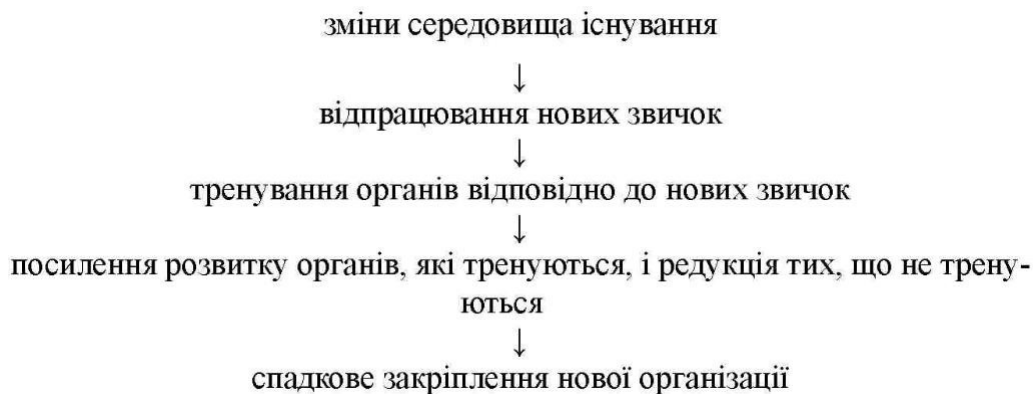 зміни середовища існування
↓
відпрацювання нових звичок
↓
тренування органів відповідно до нових звичок
↓
посилення розвитку органів, які тренуються, і редукція тих, що не трену-
ються
↓
спадкове закріплення нової організації